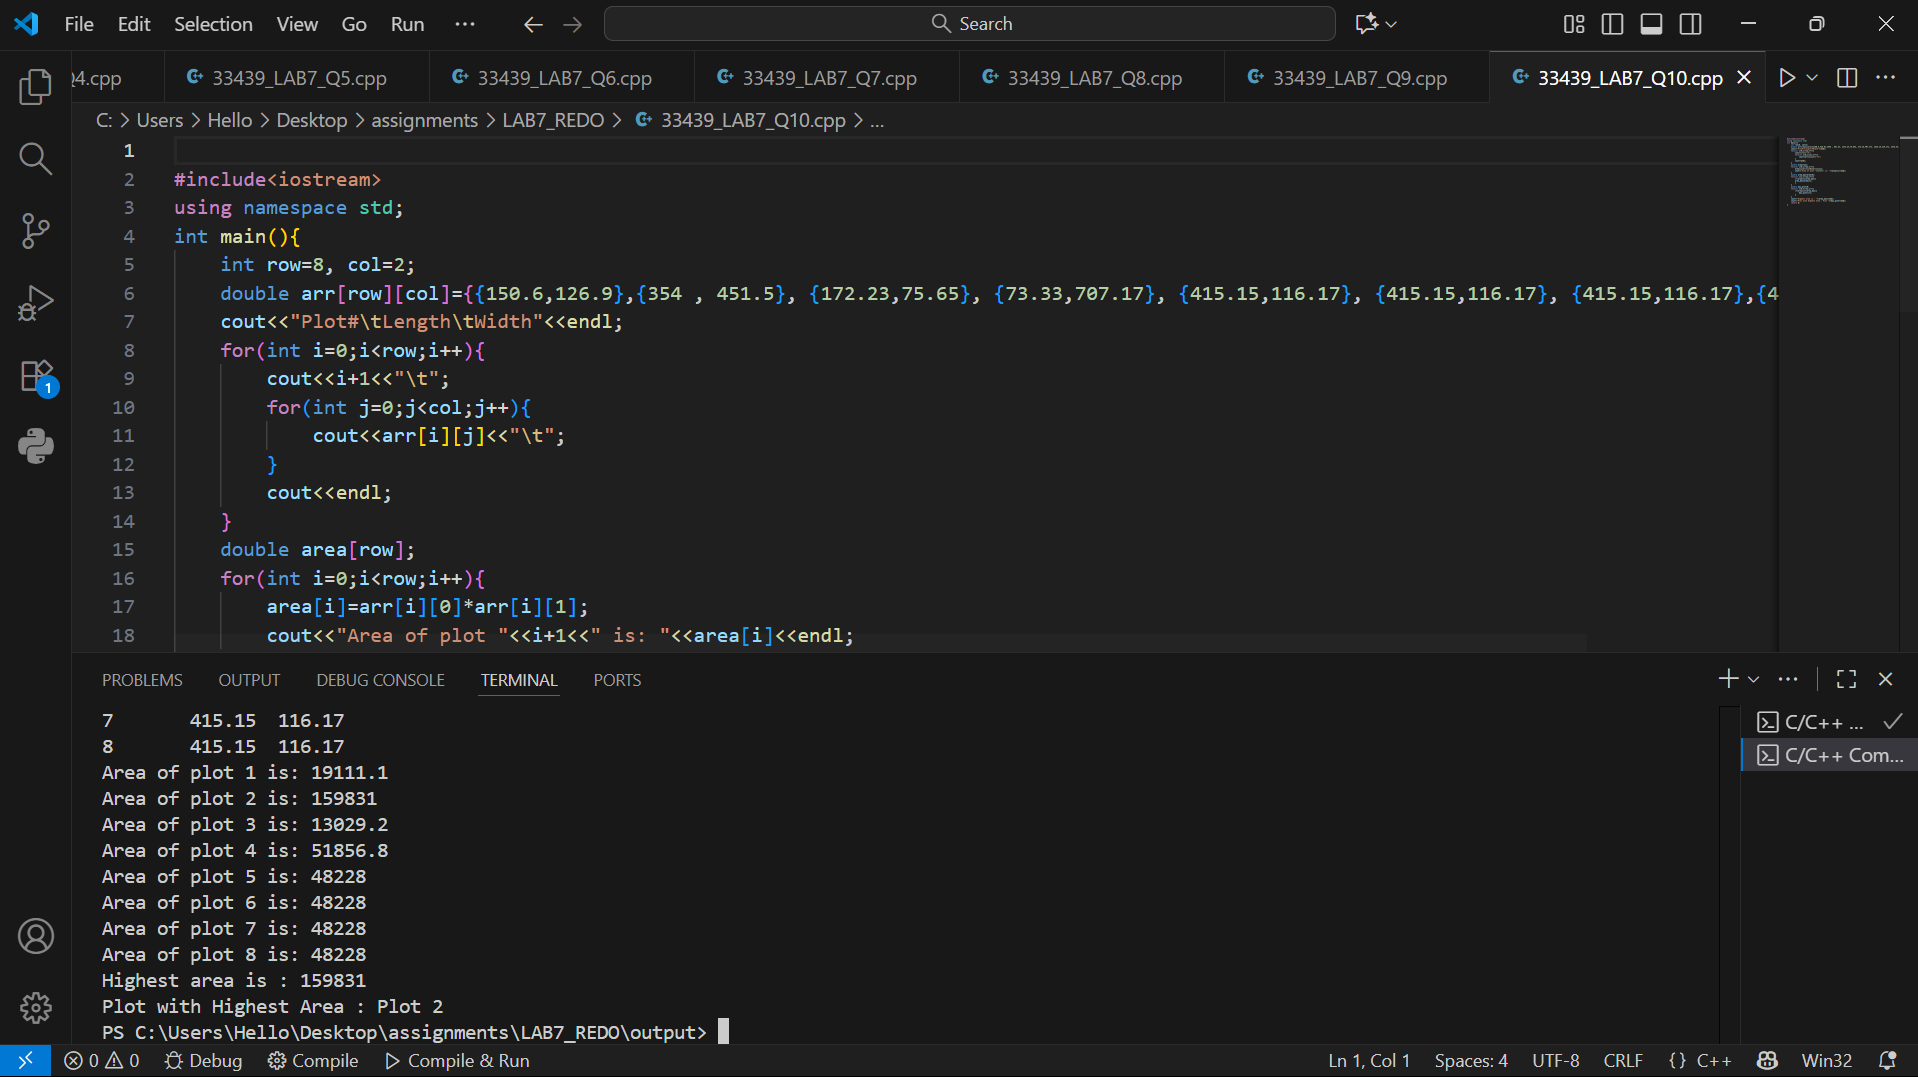 File Edit Selection View Go Run ··· Search
Q4.cpp 33439_LAB7_Q5.cpp 33439_LAB7_Q6.cpp 33439_LAB7_Q7.cpp 33439_LAB7_Q8.cpp 33439_LAB7_Q9.cpp 33439_LAB7_Q10.cpp
C: > Users > Hello > Desktop > assignments > LAB7_REDO > 33439_LAB7_Q10.cpp > ...
1
2 #include<iostream>
3 using namespace std;
4 int main(){
5     int row=8, col=2;
6     double arr[row][col]={{150.6,126.9},{354 , 451.5}, {172.23,75.65}, {73.33,707.17}, {415.15,116.17}, {415.15,116.17}, {415.15,116.17},{4
7     cout<<"Plot#\tLength\tWidth"<<endl;
8     for(int i=0;i<row;i++){
9         cout<<i+1<<"\t";
10         for(int j=0;j<col;j++){
11             cout<<arr[i][j]<<"\t";
12         }
13         cout<<endl;
14     }
15     double area[row];
16     for(int i=0;i<row;i++){
17         area[i]=arr[i][0]*arr[i][1];
18         cout<<"Area of plot "<<i+1<<" is: "<<area[i]<<endl;
PROBLEMS OUTPUT DEBUG CONSOLE TERMINAL PORTS
7       415.15  116.17
8       415.15  116.17
Area of plot 1 is: 19111.1
Area of plot 2 is: 159831
Area of plot 3 is: 13029.2
Area of plot 4 is: 51856.8
Area of plot 5 is: 48228
Area of plot 6 is: 48228
Area of plot 7 is: 48228
Area of plot 8 is: 48228
Highest area is : 159831
Plot with Highest Area : Plot 2
PS C:\Users\Hello\Desktop\assignments\LAB7_REDO\output>
C/C++ ...
C/C++ Com...
1
0 0 Debug Compile Compile & Run Ln 1, Col 1 Spaces: 4 UTF-8 CRLF {} C++ Win32